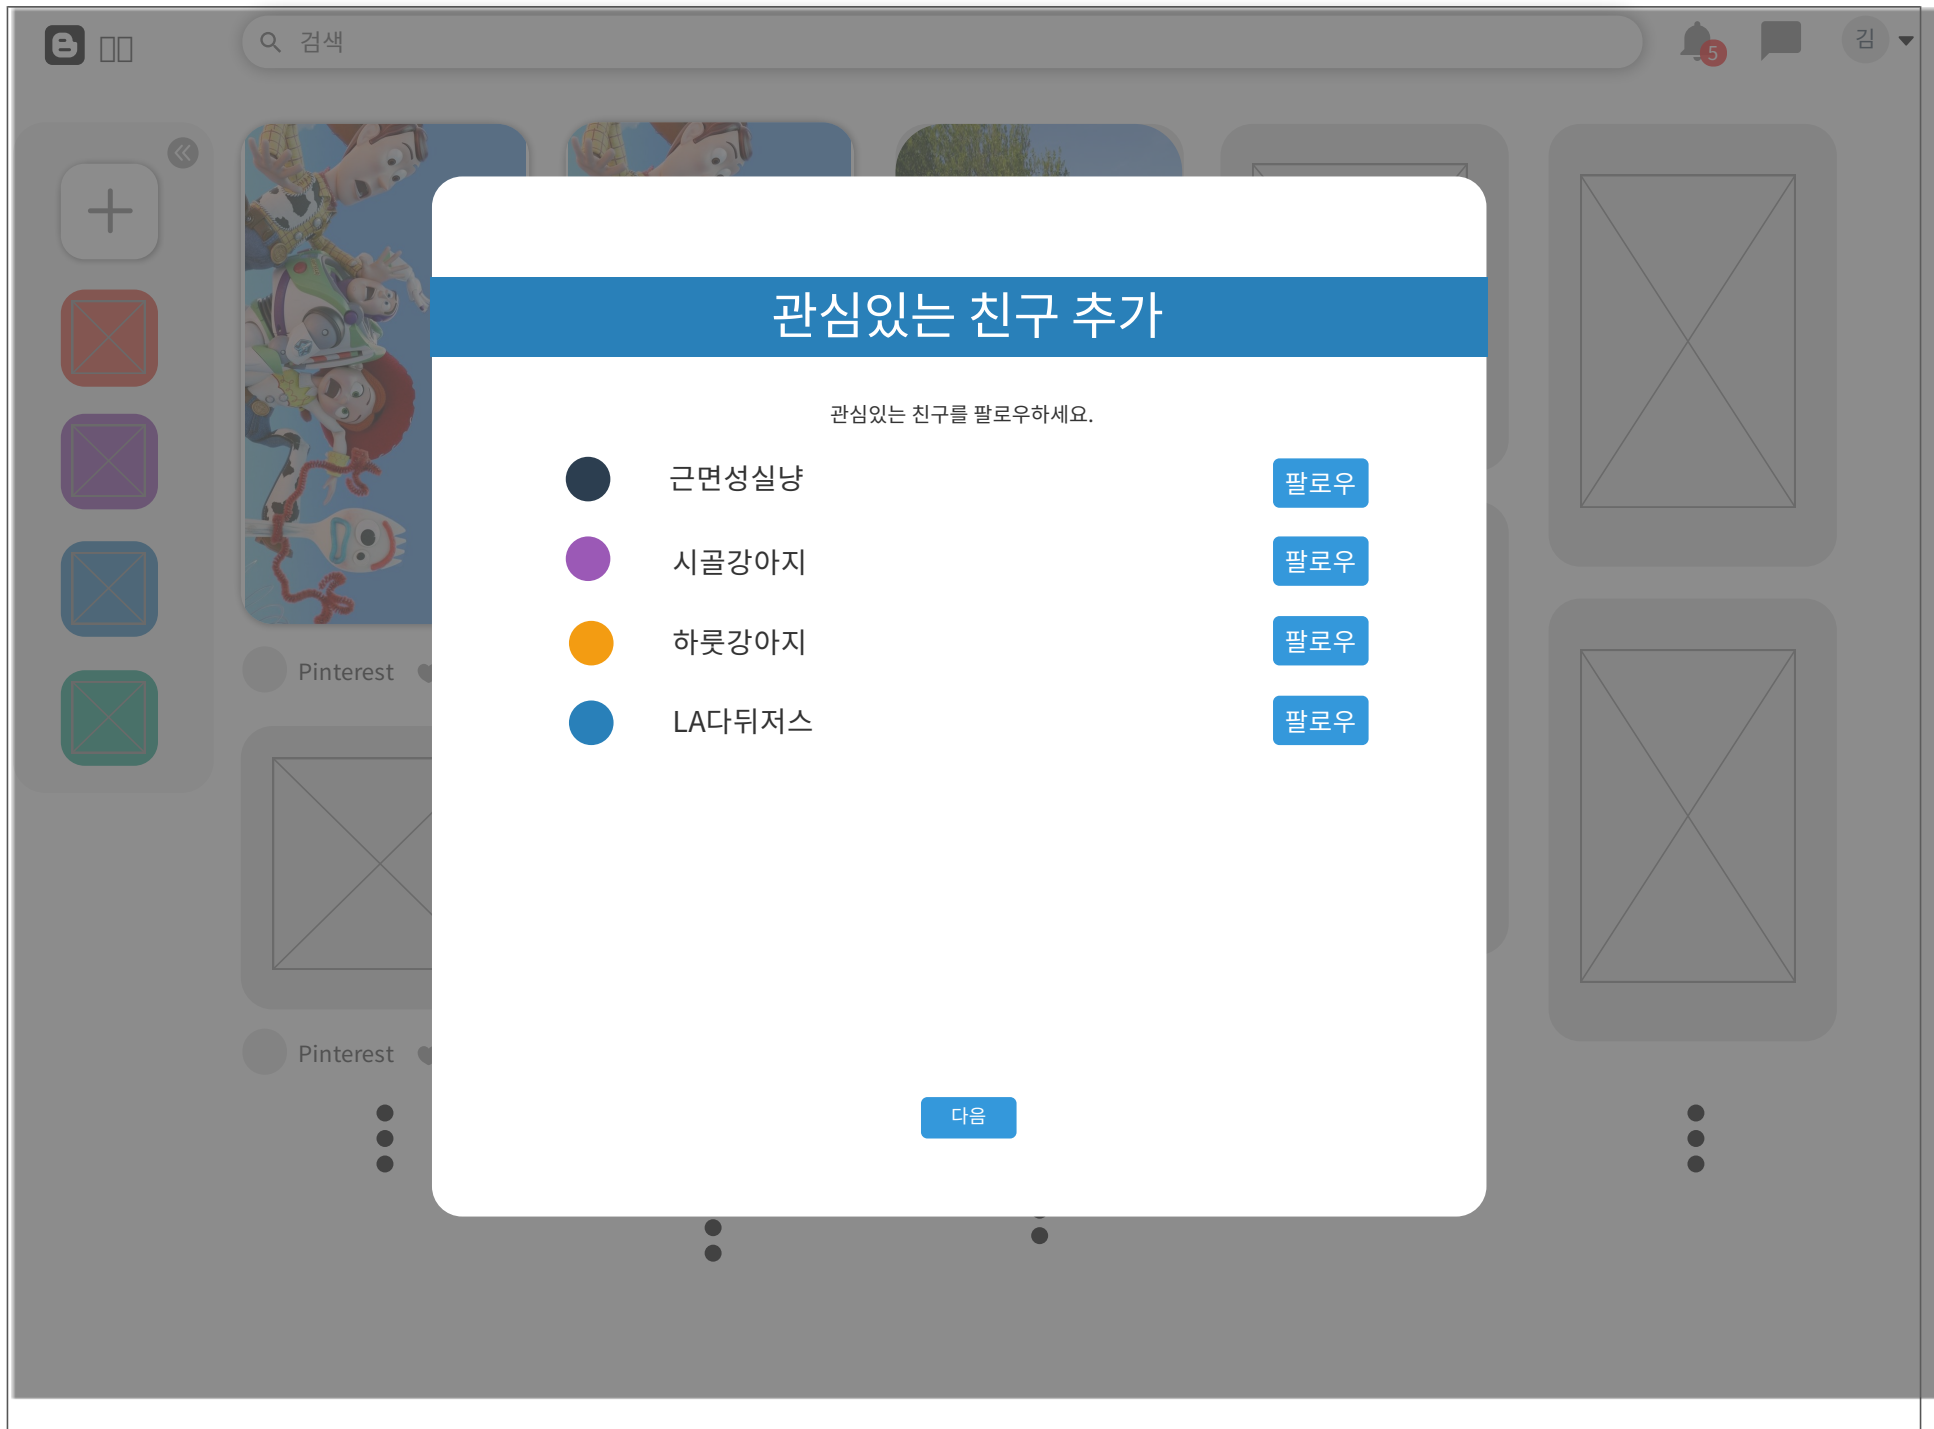 검색
5
김
관심있는 친구 추가
관심있는 친구를 팔로우하세요.
근면성실냥
팔로우
시골강아지
팔로우
하룻강아지
팔로우
LA다뒤저스
팔로우
Pinterest
Pinterest
다음